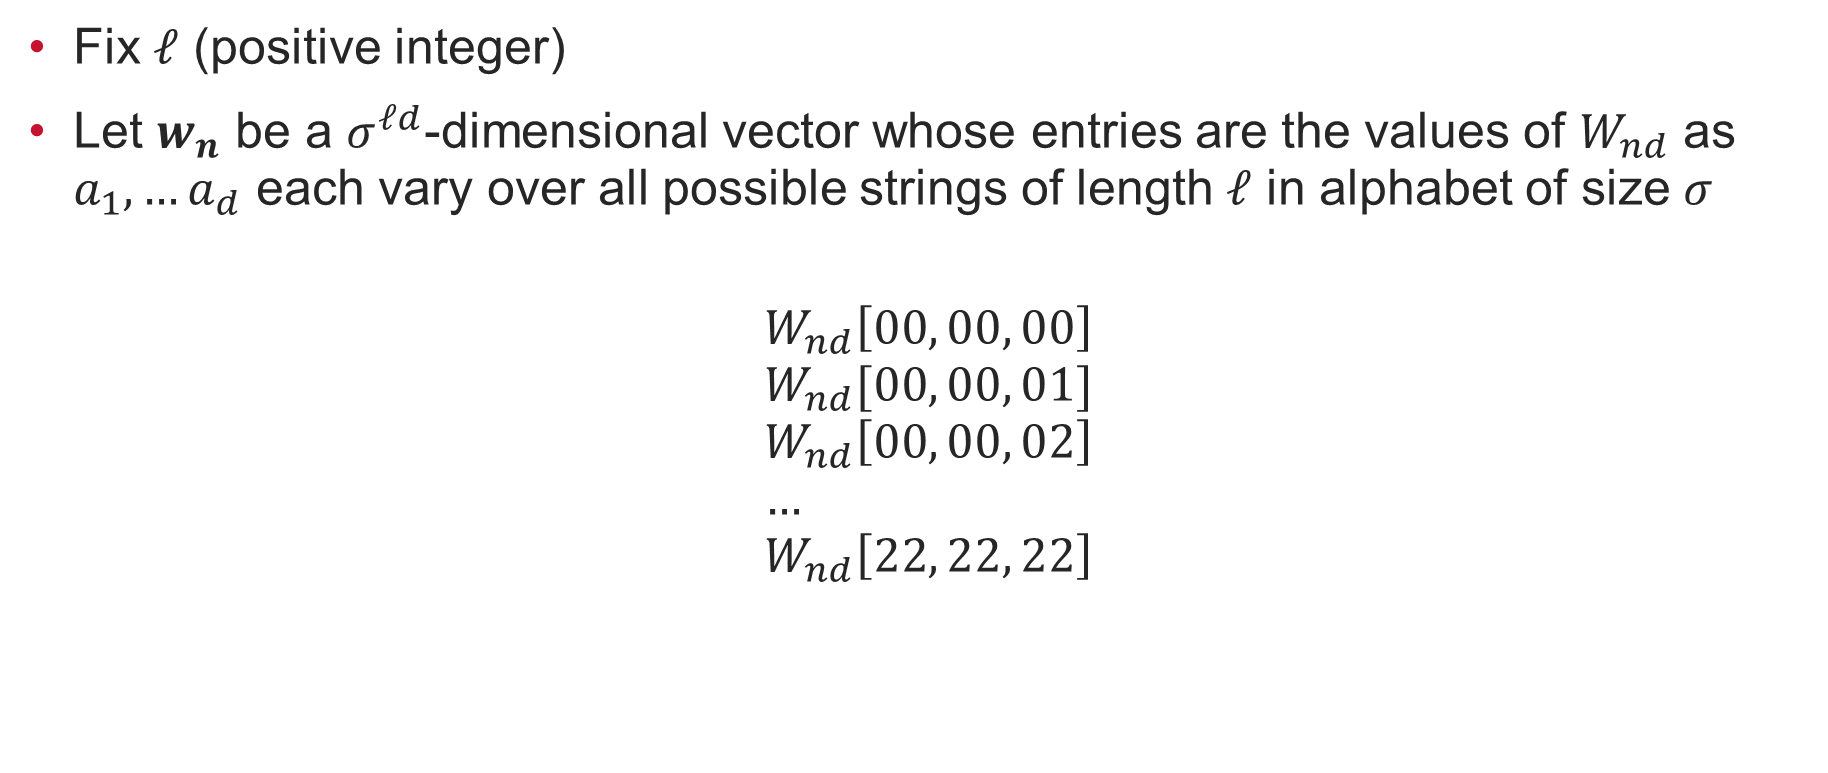 • Fix ℓ (positive integer)
• Let 𝒘ₙ be a σ^{ℓd}-dimensional vector whose entries are the values of W_{nd} as
a₁, … a_d each vary over all possible strings of length ℓ in alphabet of size σ
W_{nd}[00, 00, 00]
W_{nd}[00, 00, 01]
W_{nd}[00, 00, 02]
…
W_{nd}[22, 22, 22]